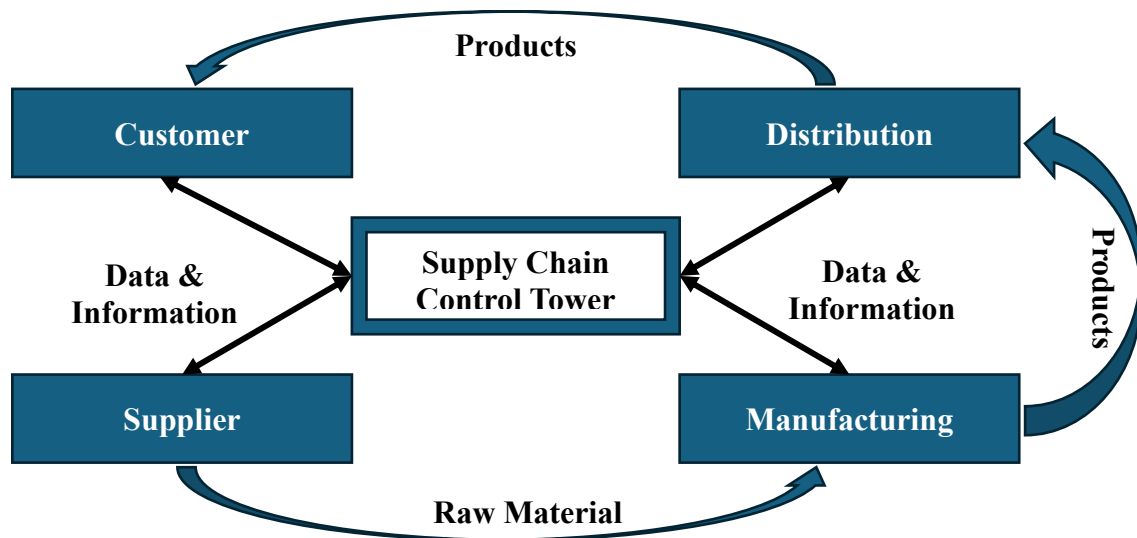 Products
Customer
Distribution
Supply Chain
Control Tower
Data &
Information
Data &
Information
Products
Supplier
Manufacturing
Raw Material